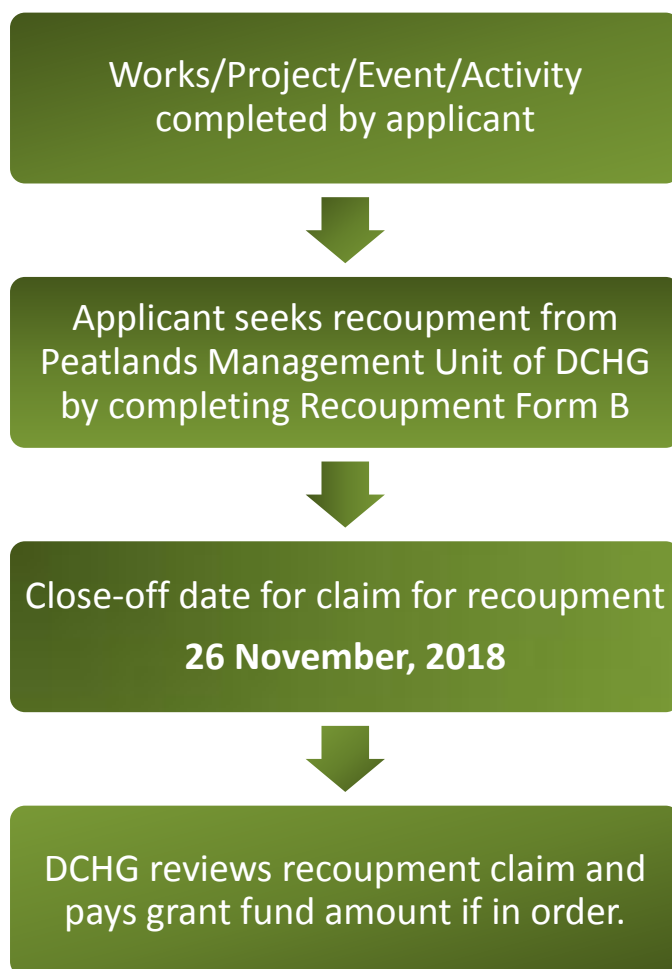 Works/Project/Event/Activity
completed by applicant
Applicant seeks recoupment from
Peatlands Management Unit of DCHG
by completing Recoupment Form B
Close-off date for claim for recoupment
26 November, 2018
DCHG reviews recoupment claim and
pays grant fund amount if in order.